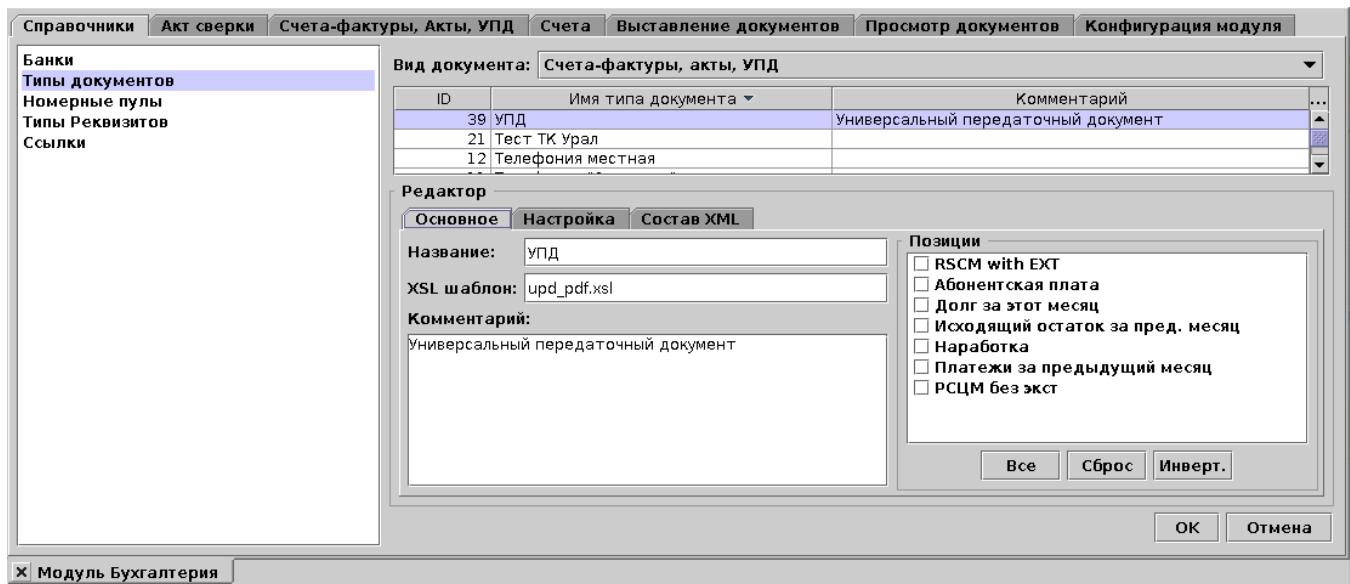 Справочники Акт сверки Счета-фактуры, Акты, УПД Счета Выставление документов Просмотр документов Конфигурация модуля
Банки
Типы документов
Номерные пулы
Типы Реквизитов
Ссылки
Вид документа: Счета-фактуры, акты, УПД
ID Имя типа документа Комментарий ...
39 УПД Универсальный передаточный документ
21 Тест ТК Урал
12 Телефония местная
Редактор
Основное Настройка Состав XML
Название: УПД
XSL шаблон: upd_pdf.xsl
Комментарий:
Универсальный передаточный документ
Позиции
RSCM with EXT
Абонентская плата
Долг за этот месяц
Исходящий остаток за пред. месяц
Наработка
Платежи за предыдущий месяц
РСЦМ без экст
Все Сброс Инверт.
OK Отмена
Модуль Бухгалтерия